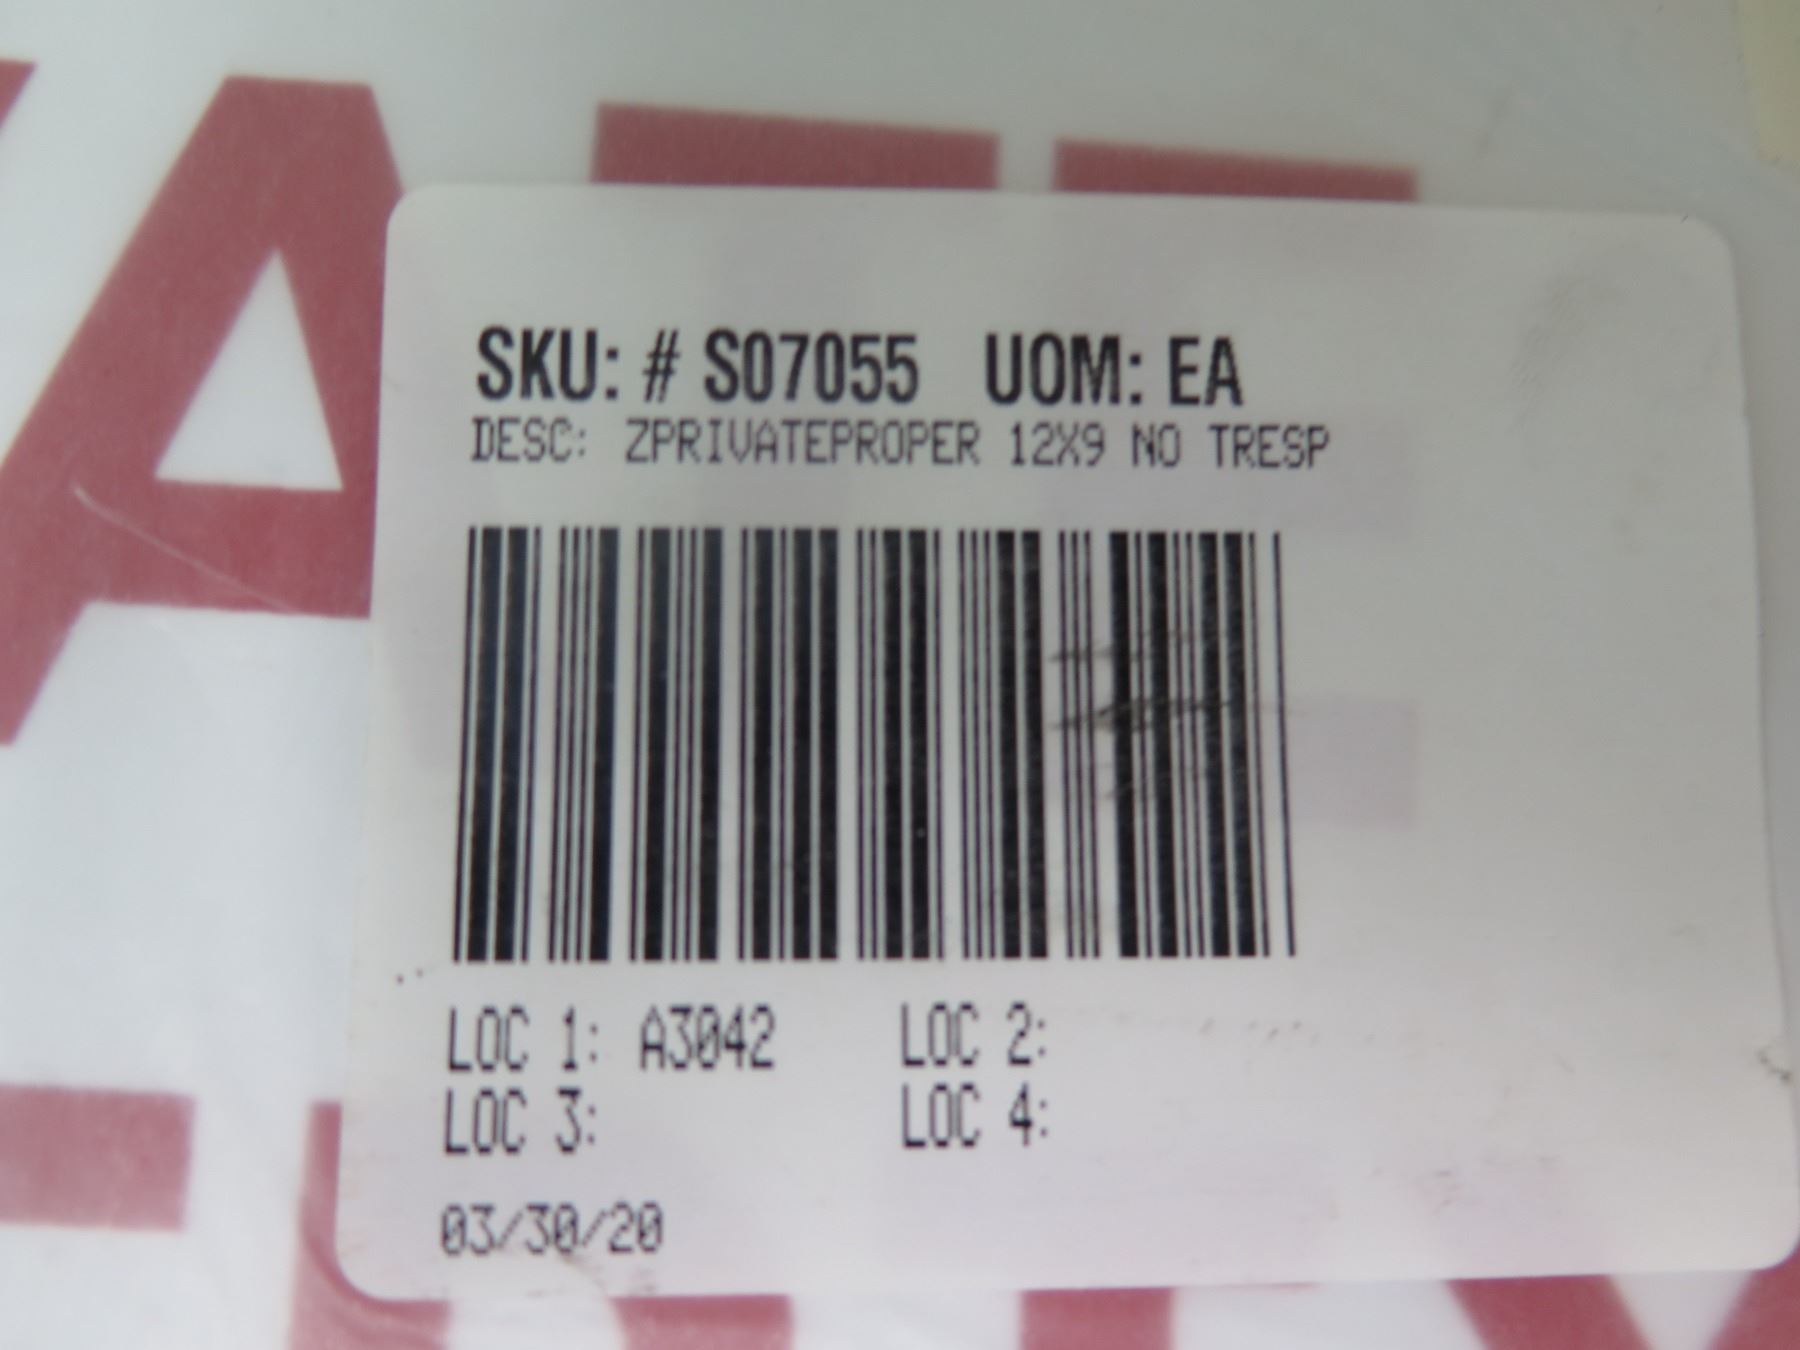 SKU: # S07055 UOM: EA
DESC: ZPRIVATEPROPER 12X9 NO TRESP
LOC 1: A3042 LOC 2:
LOC 3: LOC 4:
03/30/20